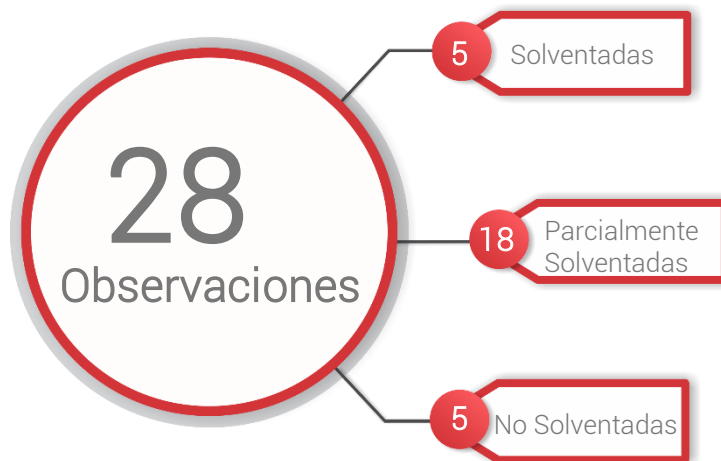 28
Observaciones
5
Solventadas
18
Parcialmente
Solventadas
5
No Solventadas